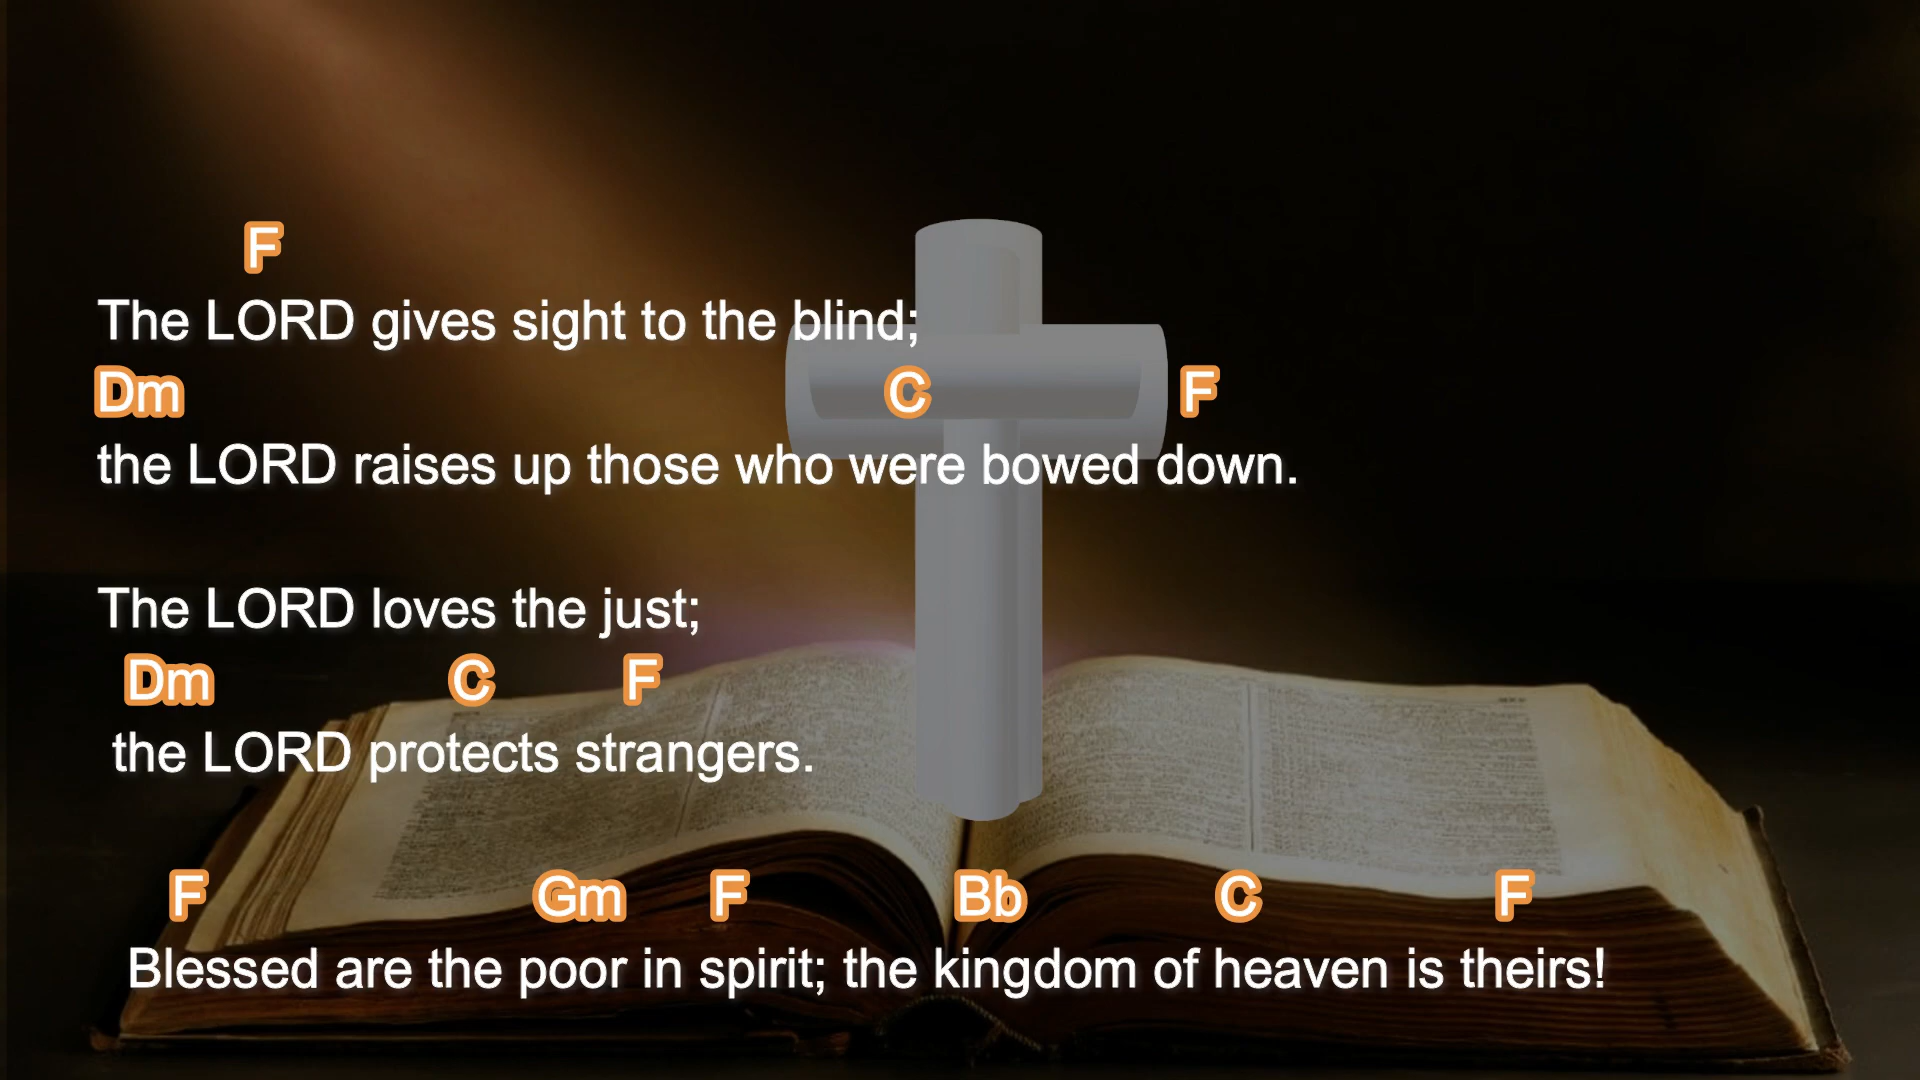 F
The LORD gives sight to the blind;
Dm C F
the LORD raises up those who were bowed down.
The LORD loves the just;
Dm C F
the LORD protects strangers.
F Gm F Bb C F
Blessed are the poor in spirit; the kingdom of heaven is theirs!